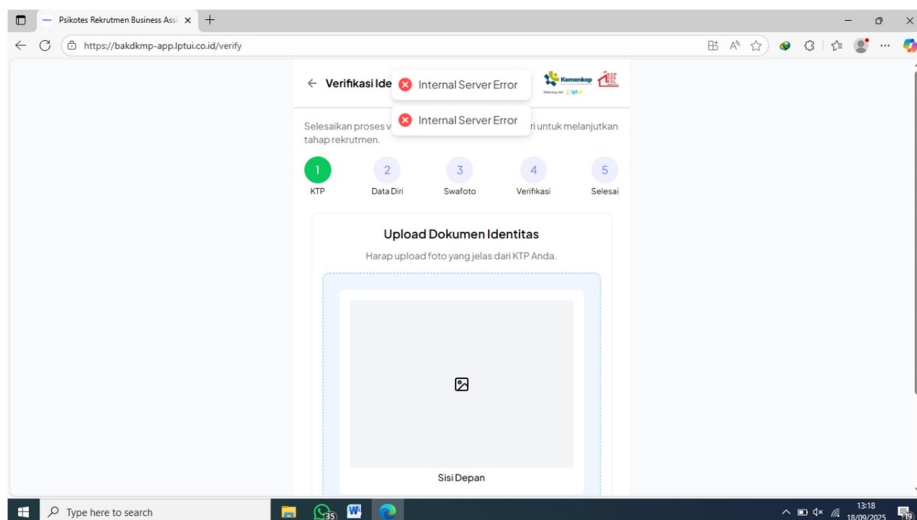 Psikotes Rekrutmen Business Assi
https://bakdkmp-app.lptui.co.id/verify
Verifikasi Ide
Internal Server Error
Kemenkop
Internal Server Error
Selesaikan proses v
ri untuk melanjutkan
tahap rekrutmen.
1
2
3
4
5
KTP
Data Diri
Swafoto
Verifikasi
Selesai
Upload Dokumen Identitas
Harap upload foto yang jelas dari KTP Anda.
Sisi Depan
Type here to search
35
13:18
18/09/2025
19